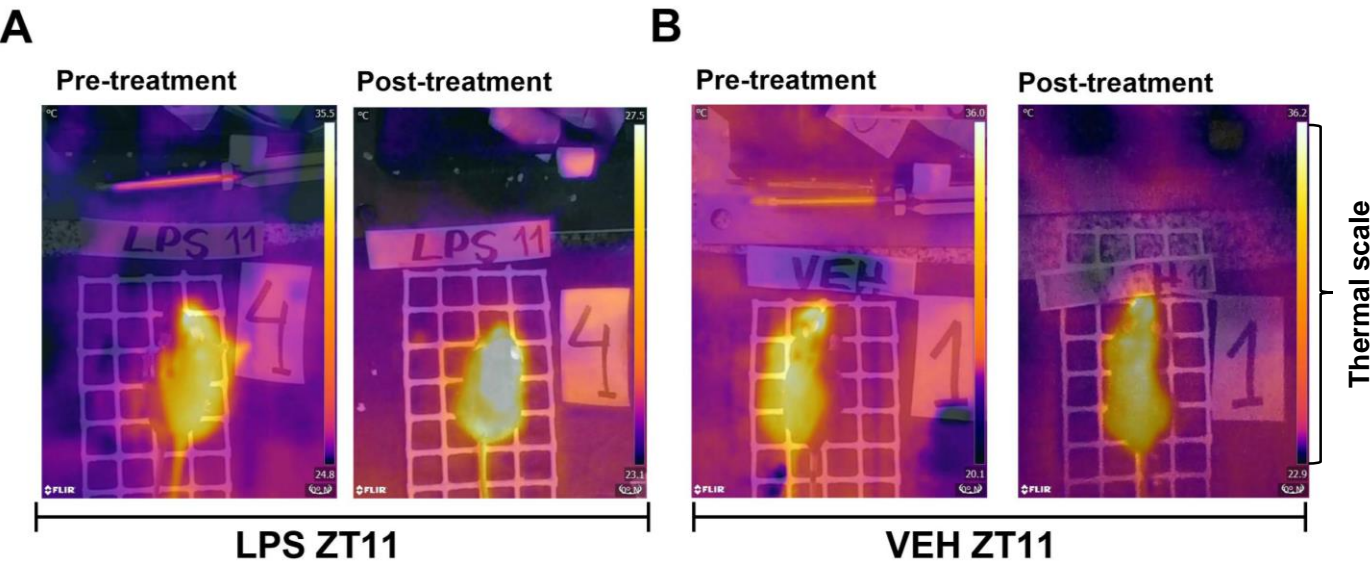 A
B
Pre-treatment
Post-treatment
Pre-treatment
Post-treatment
°C
35.5
°C
27.5
°C
36.0
°C
36.2
LPS 11
LPS 11
VEH
H 11
4
4
1
1
24.8
23.1
20.1
22.9
FLIR
FLIR
FLIR
FLIR
Thermal scale
LPS ZT11
VEH ZT11